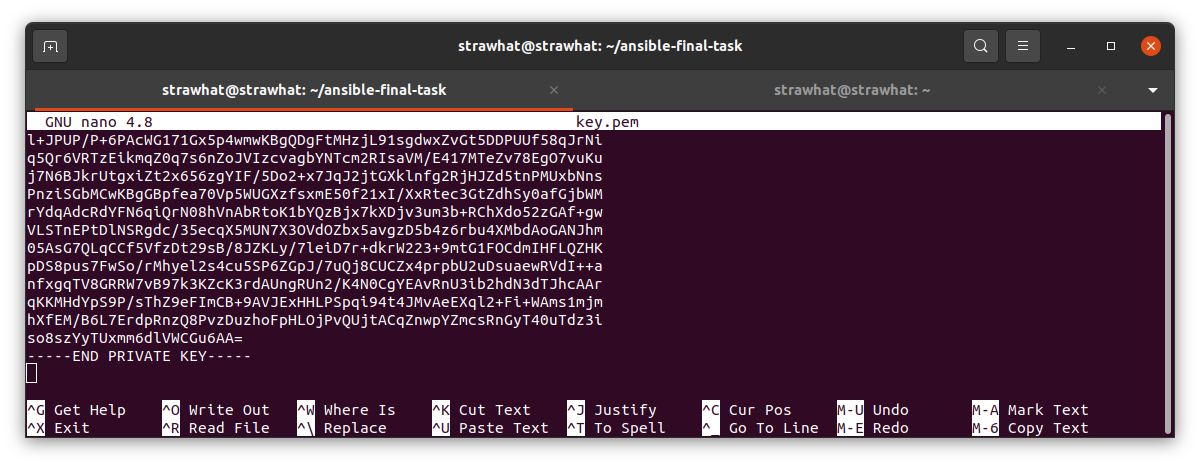 strawhat@strawhat: ~/ansible-final-task
strawhat@strawhat: ~/ansible-final-task × strawhat@strawhat: ~ ×
GNU nano 4.8 key.pem
l+JPUP/P+6PAcWG171Gx5p4wmwKBgQDgFtMHzjL91sgdwxZvGt5DDPUUf58qJrNi
q5Qr6VRTzEikmqZ0q7s6nZoJVIzcvagbYNTcm2RIsaVM/E417MTeZv78EgO7vuKu
j7N6BJkrUtgxiZt2x656zgYIF/5Do2+x7JqJ2jtGXklnfg2RjHJZd5tnPMUxbNns
PnziSGbMCwKBgGBpfea70Vp5WUGXzfsxmE50f21xI/XxRtec3GtZdhSy0afGjbWM
rYdqAdcRdYFN6qiQrN08hVnAbRtoK1bYQzBjx7kXDjv3um3b+RChXdo52zGAf+gw
VLSTnEPtDlNSRgdc/35ecqX5MUN7X3OVdOZbx5avgzD5b4z6rbu4XMbdAoGANJhm
05AsG7QLqCCf5VfzDt29sB/8JZKLy/7leiD7r+dkrW223+9mtG1FOCdmIHFLQZHK
pDS8pus7FwSo/rMhyel2s4cu5SP6ZGpJ/7uQj8CUCZx4prpbU2uDsuaewRVdI++a
nfxgqTV8GRRW7vB97k3KZcK3rdAUngRUn2/K4N0CgYEAvRnU3ib2hdN3dTJhcAAr
qKKMHdYpS9P/sThZ9eFImCB+9AVJExHHLPSpqi94t4JMvAeEXql2+Fi+WAms1mjm
hXfEM/B6L7ErdpRnzQ8PvzDuzhoFpHLOjPvQUjtACqZnwpYZmcsRnGyT40uTdz3i
so8szYyTUxmm6dlVWCGu6AA=
-----END PRIVATE KEY-----
^G Get Help ^O Write Out ^W Where Is ^K Cut Text ^J Justify ^C Cur Pos M-U Undo M-A Mark Text
^X Exit ^R Read File ^\ Replace ^U Paste Text ^T To Spell ^_ Go To Line M-E Redo M-6 Copy Text